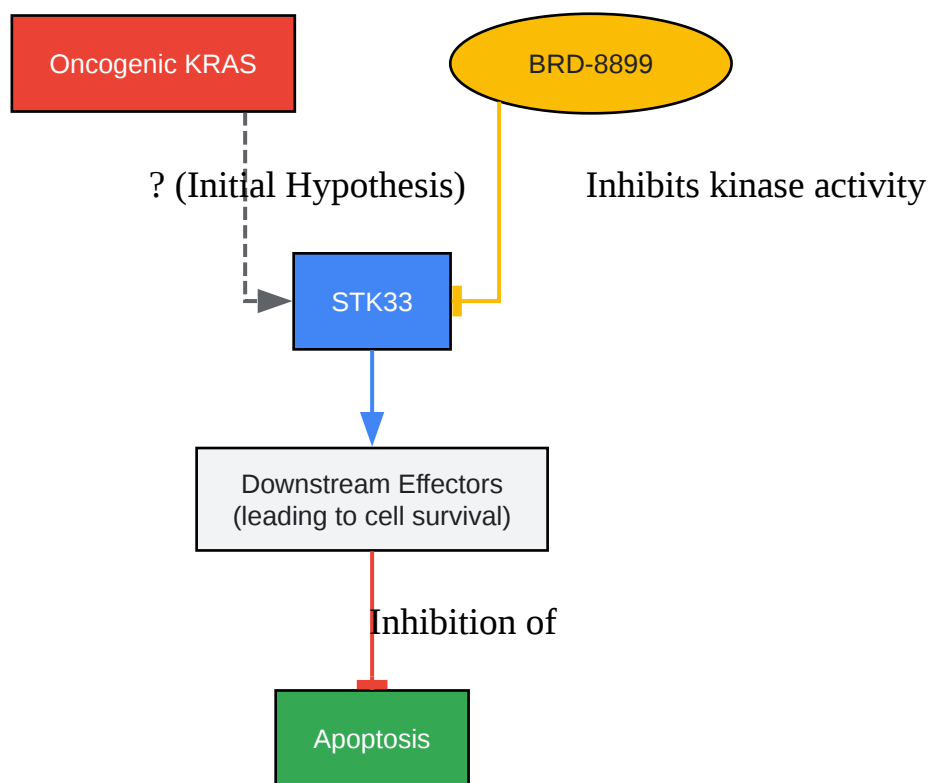 Oncogenic KRAS
BRD-8899
? (Initial Hypothesis)
Inhibits kinase activity
STK33
Downstream Effectors
(leading to cell survival)
Inhibition of
Apoptosis